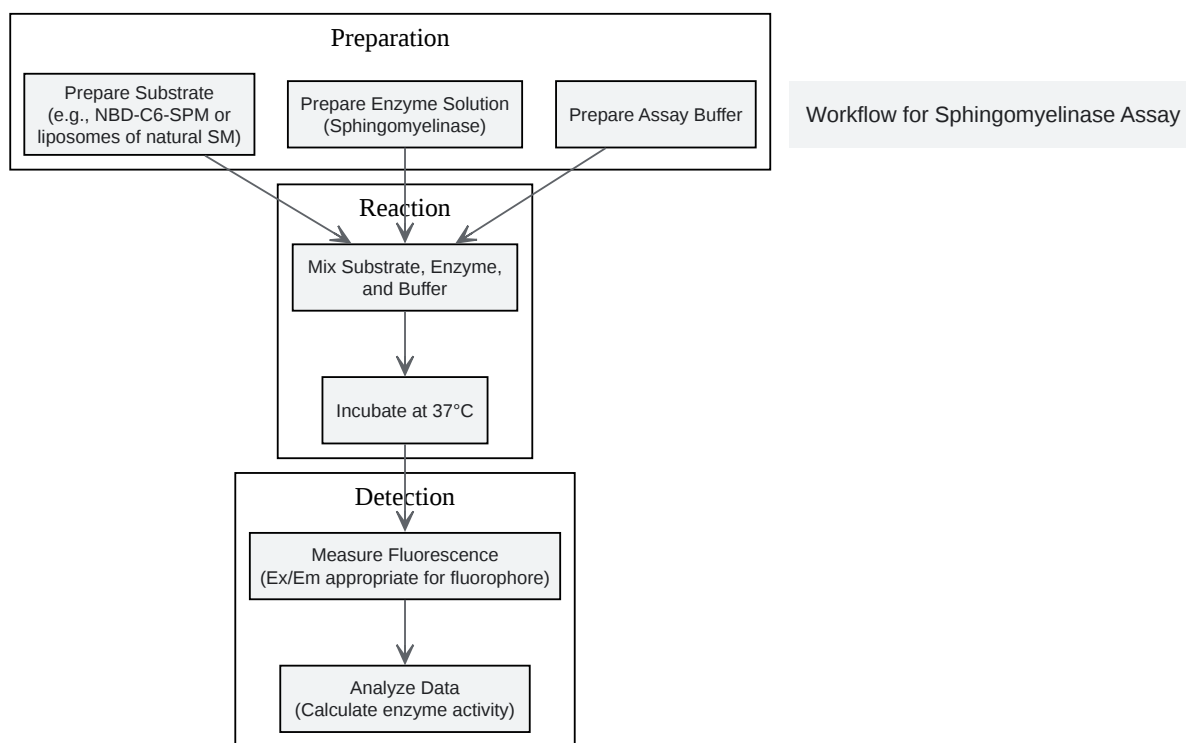 Preparation
Prepare Substrate
(e.g., NBD-C6-SPM or
liposomes of natural SM)
Prepare Enzyme Solution
(Sphingomyelinase)
Prepare Assay Buffer
Workflow for Sphingomyelinase Assay
Reaction
Mix Substrate, Enzyme,
and Buffer
Incubate at 37°C
Detection
Measure Fluorescence
(Ex/Em appropriate for fluorophore)
Analyze Data
(Calculate enzyme activity)